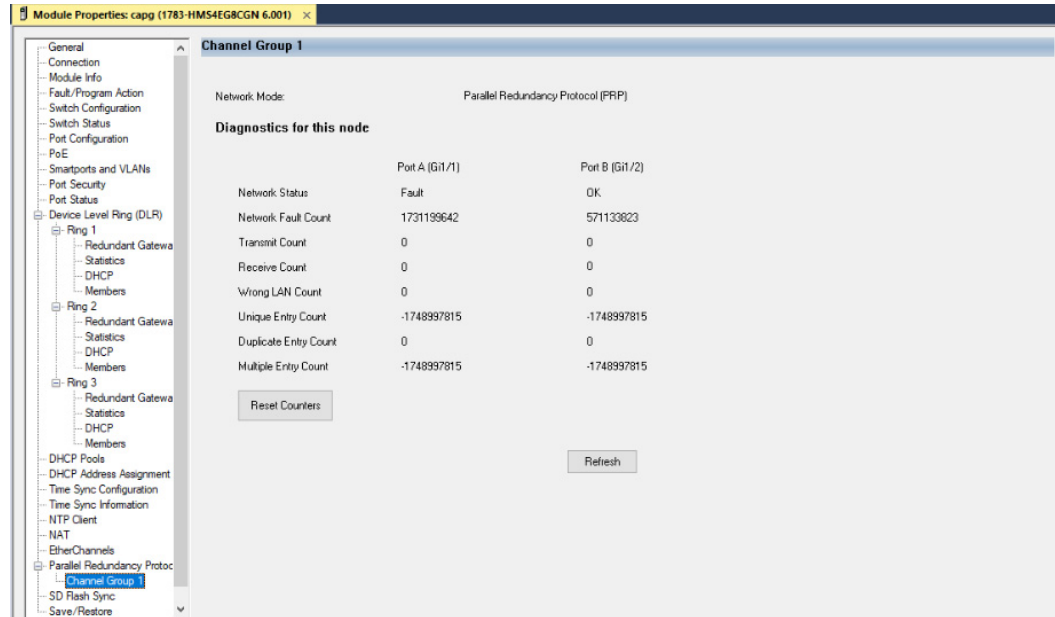 Module Properties: capg (1783-HMS4EG8CGN 6.001) ×
General
Connection
Module Info
Fault/Program Action
Switch Configuration
Switch Status
Port Configuration
PoE
Smartports and VLANs
Port Security
Port Status
Device Level Ring (DLR)
Ring 1
Redundant Gatewa
Statistics
DHCP
Members
Ring 2
Redundant Gatewa
Statistics
DHCP
Members
Ring 3
Redundant Gatewa
Statistics
DHCP
Members
DHCP Pools
DHCP Address Assignment
Time Sync Configuration
Time Sync Information
NTP Client
NAT
EtherChannels
Parallel Redundancy Protoc
Channel Group 1
SD Flash Sync
Save/Restore
Channel Group 1
Network Mode: Parallel Redundancy Protocol (PRP)
Diagnostics for this node
Port A (Gi1/1) Port B (Gi1/2)
Network Status Fault OK
Network Fault Count 1731199642 571133823
Transmit Count 0 0
Receive Count 0 0
Wrong LAN Count 0 0
Unique Entry Count -1748997815 -1748997815
Duplicate Entry Count 0 0
Multiple Entry Count -1748997815 -1748997815
Reset Counters
Refresh